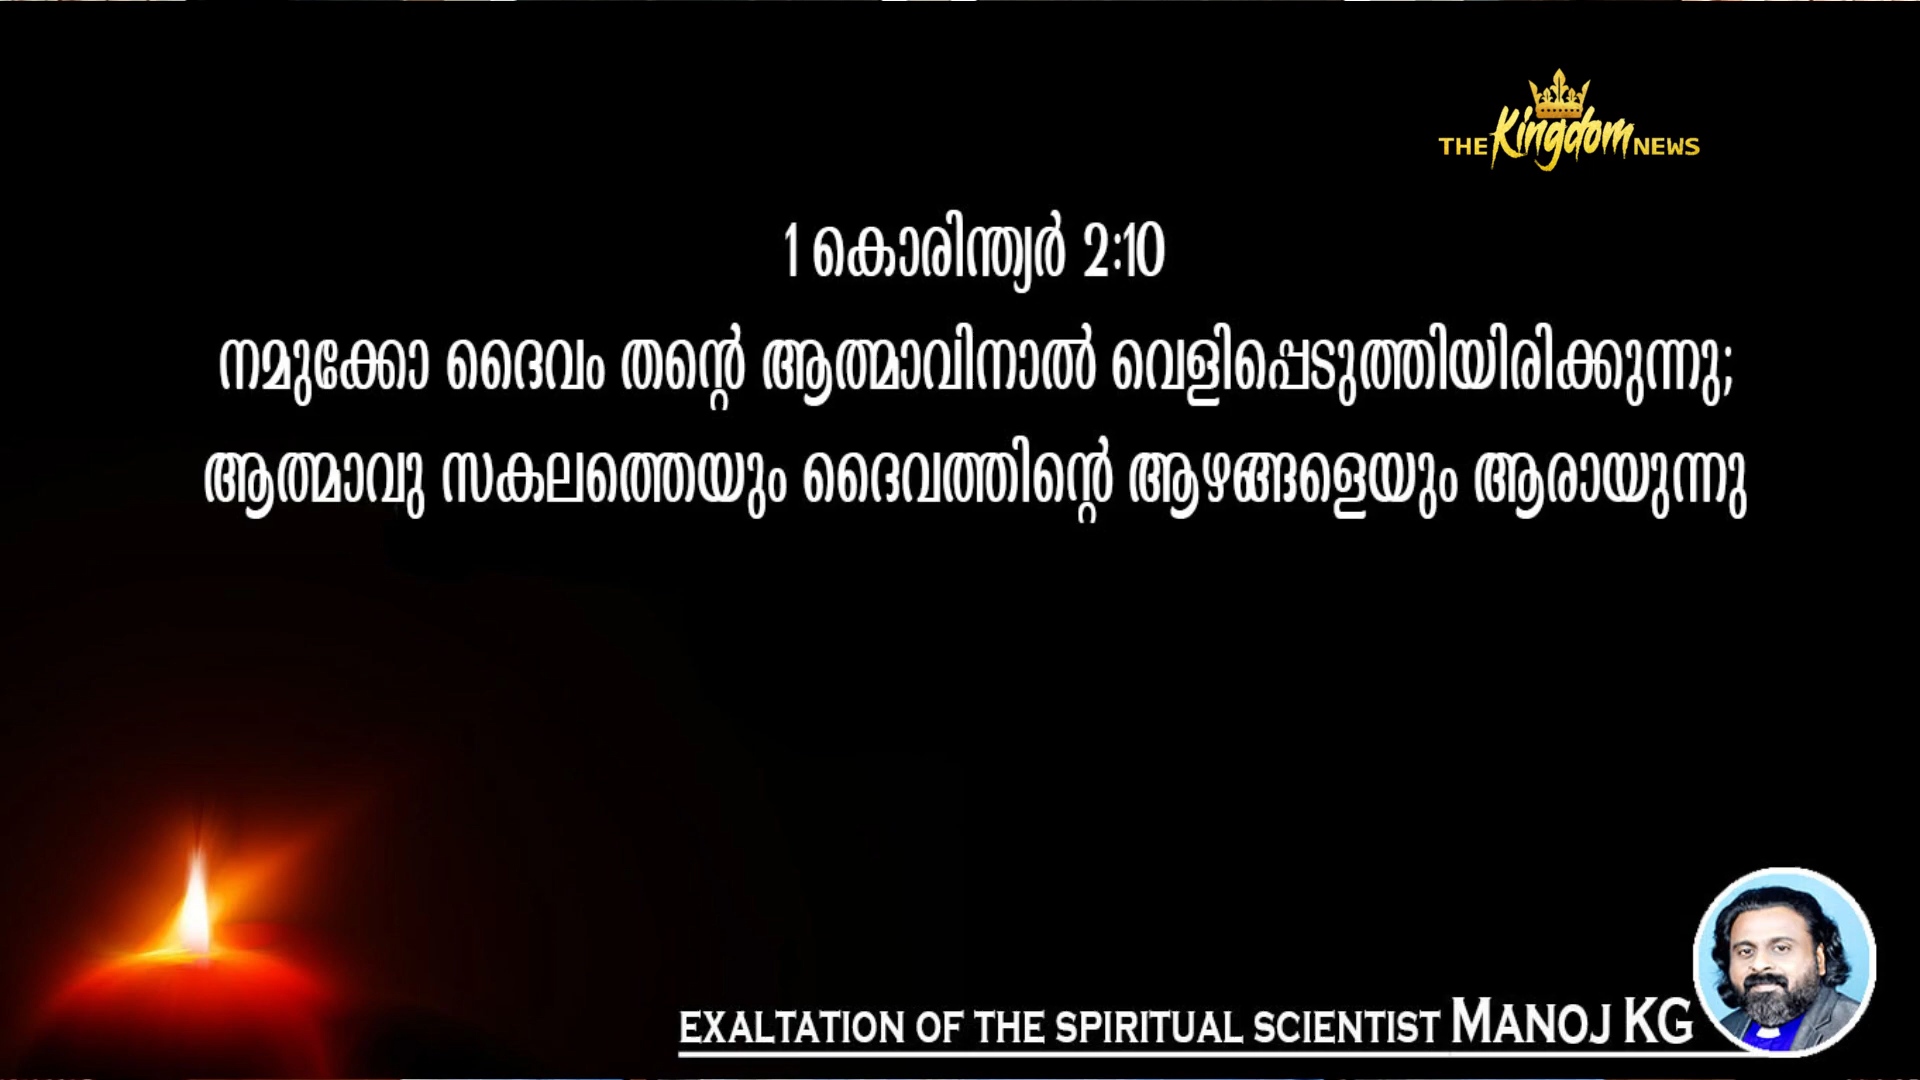 THE Kingdom NEWS
1 കൊരിന്ത്യർ 2:10
നമുക്കോ ദൈവം തന്റെ ആത്മാവിനാൽ വെളിപ്പെടുത്തിയിരിക്കുന്നു;
ആത്മാവു സകലത്തെയും ദൈവത്തിന്റെ ആഴങ്ങളെയും ആരായുന്നു
EXALTATION OF THE SPIRITUAL SCIENTIST MANOJ KG